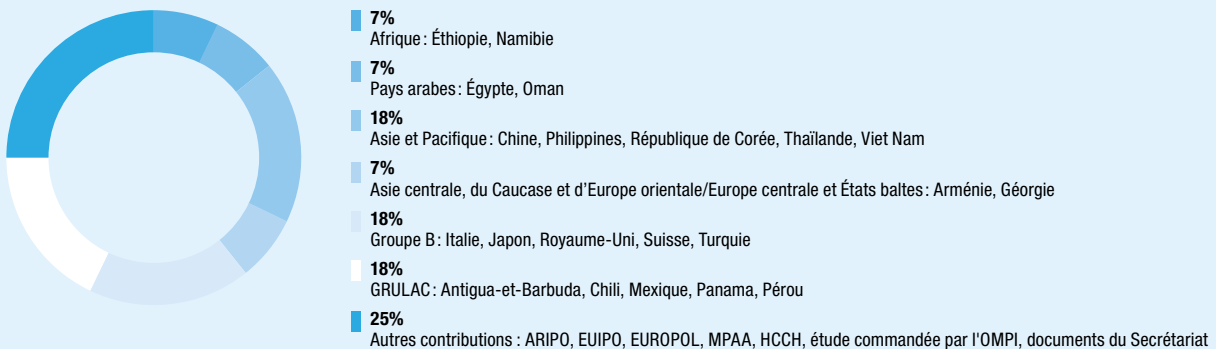 7%
Afrique : Éthiopie, Namibie
7%
Pays arabes : Égypte, Oman
18%
Asie et Pacifique : Chine, Philippines, République de Corée, Thaïlande, Viet Nam
7%
Asie centrale, du Caucase et d’Europe orientale/Europe centrale et États baltes : Arménie, Géorgie
18%
Groupe B : Italie, Japon, Royaume-Uni, Suisse, Turquie
18%
GRULAC : Antigua-et-Barbuda, Chili, Mexique, Panama, Pérou
25%
Autres contributions : ARIPO, EUIPO, EUROPOL, MPAA, HCCH, étude commandée par l'OMPI, documents du Secrétariat